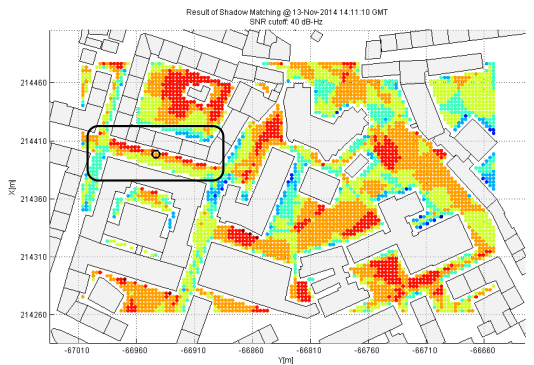 Result of Shadow Matching @ 13-Nov-2014 14:11:10 GMT
SNR cutoff: 40 dB-Hz
214460
214410
214360
214310
214260
X[m]
-67010 -66960 -66910 -66860 -66810 -66760 -66710 -66660
Y[m]